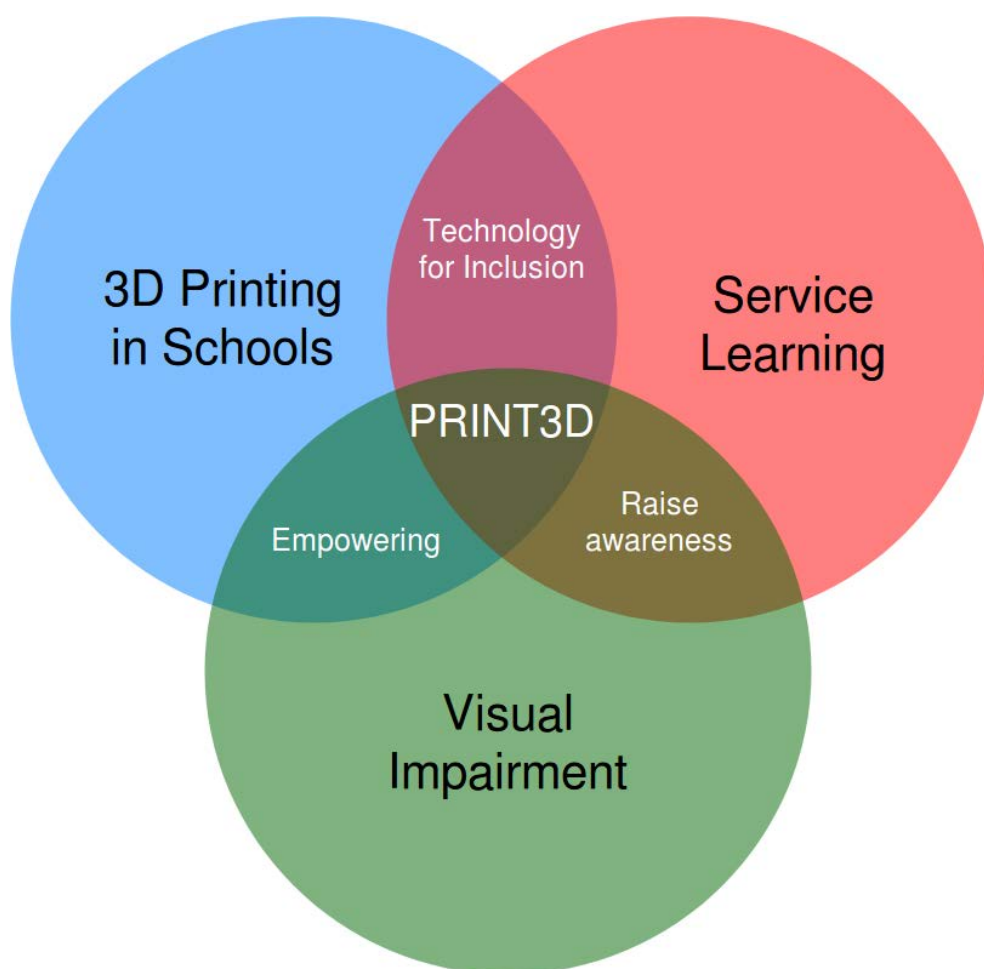 Technology
for Inclusion
3D Printing
in Schools
Service
Learning
PRINT3D
Empowering
Raise
awareness
Visual
Impairment